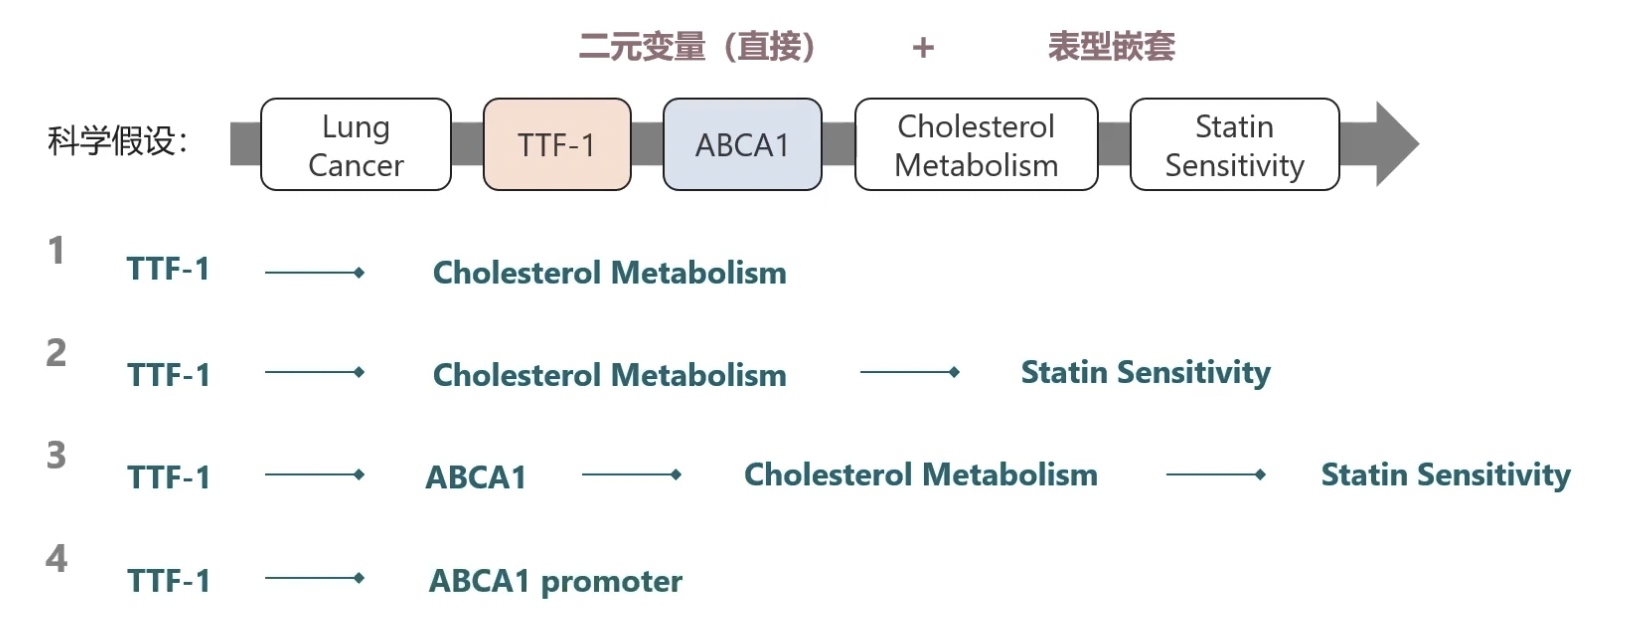 二元变量（直接） + 表型嵌套
科学假设：
Lung
Cancer
TTF-1
ABCA1
Cholesterol
Metabolism
Statin
Sensitivity
1
TTF-1 Cholesterol Metabolism
2
TTF-1 Cholesterol Metabolism Statin Sensitivity
3
TTF-1 ABCA1 Cholesterol Metabolism Statin Sensitivity
4
TTF-1 ABCA1 promoter